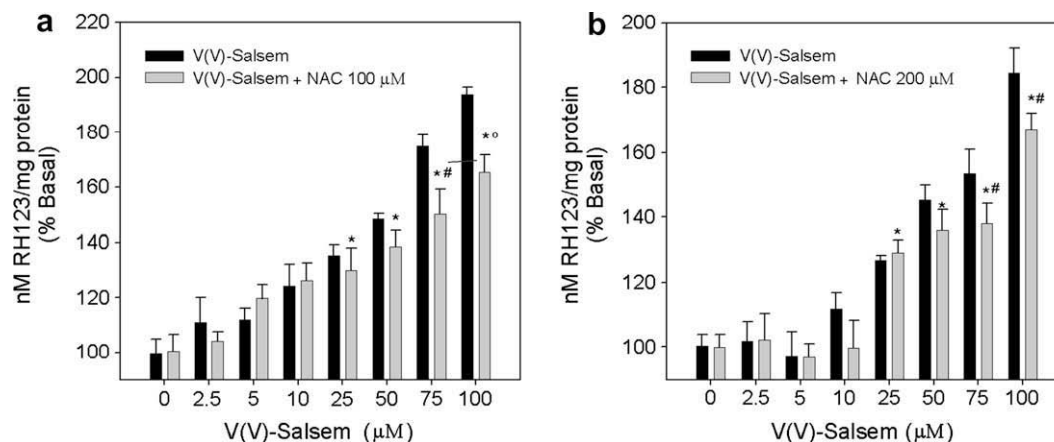 a
220
200
180
160
140
120
100
nM RH123/mg protein
(% Basal)
V(V)-Salsem
V(V)-Salsem + NAC 100 μM
* * *# *o
0 2.5 5 10 25 50 75 100
V(V)-Salsem (μM)
b
200
180
160
140
120
100
nM RH123/mg protein
(% Basal)
V(V)-Salsem
V(V)-Salsem + NAC 200 μM
* * *# *#
0 2.5 5 10 25 50 75 100
V(V)-Salsem (μM)